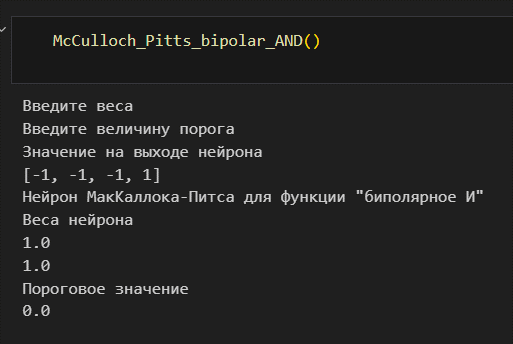 McCulloch_Pitts_bipolar_AND()
Введите веса
Введите величину порога
Значение на выходе нейрона
[-1, -1, -1, 1]
Нейрон МакКаллока-Питса для функции "биполярное И"
Веса нейрона
1.0
1.0
Пороговое значение
0.0